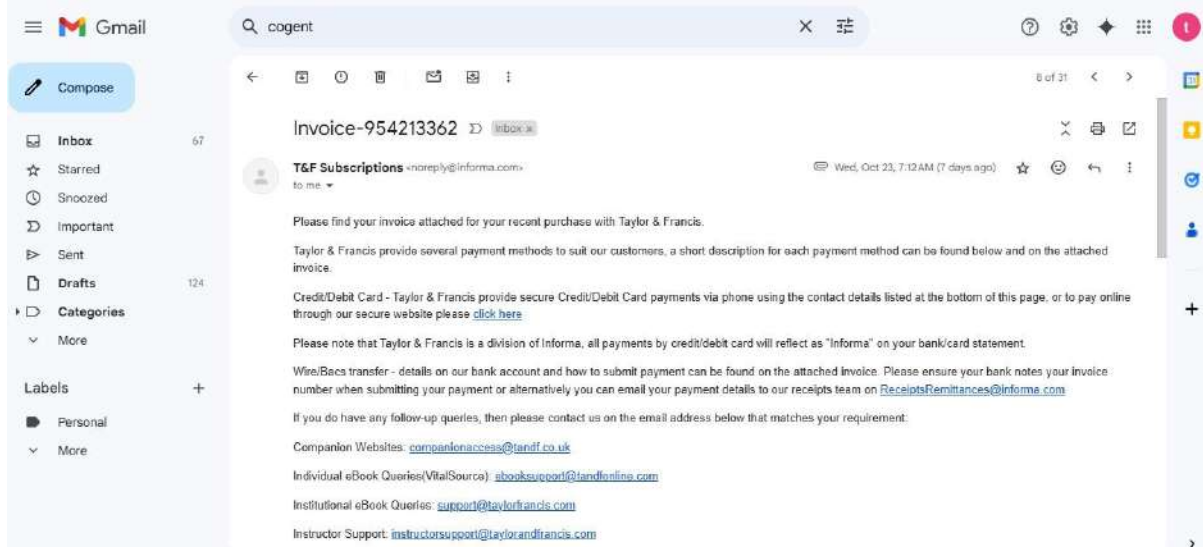 Gmail
cogent
Compose
8 of 31
Inbox 67
Starred
Snoozed
Important
Sent
Drafts 124
Categories
More
Labels
Personal
More
Invoice-954213362 Inbox x
T&F Subscriptions <noreply@informa.com> Wed, Oct 23, 7:12 AM (7 days ago)
to me
Please find your invoice attached for your recent purchase with Taylor & Francis.
Taylor & Francis provide several payment methods to suit our customers, a short description for each payment method can be found below and on the attached
invoice.
Credit/Debit Card - Taylor & Francis provide secure Credit/Debit Card payments via phone using the contact details listed at the bottom of this page, or to pay online
through our secure website please click here
Please note that Taylor & Francis is a division of Informa, all payments by credit/debit card will reflect as "Informa" on your bank/card statement.
Wire/Bacs transfer - details on our bank account and how to submit payment can be found on the attached invoice. Please ensure your bank notes your invoice
number when submitting your payment or alternatively you can email your payment details to our receipts team on ReceiptsRemittances@informa.com
If you do have any follow-up queries, then please contact us on the email address below that matches your requirement:
Companion Websites: companionaccess@tandf.co.uk
Individual eBook Queries(VitalSource): ebooksupport@tandfonline.com
Institutional eBook Queries: support@taylorfrancis.com
Instructor Support: instructorsupport@taylorandfrancis.com
t
31